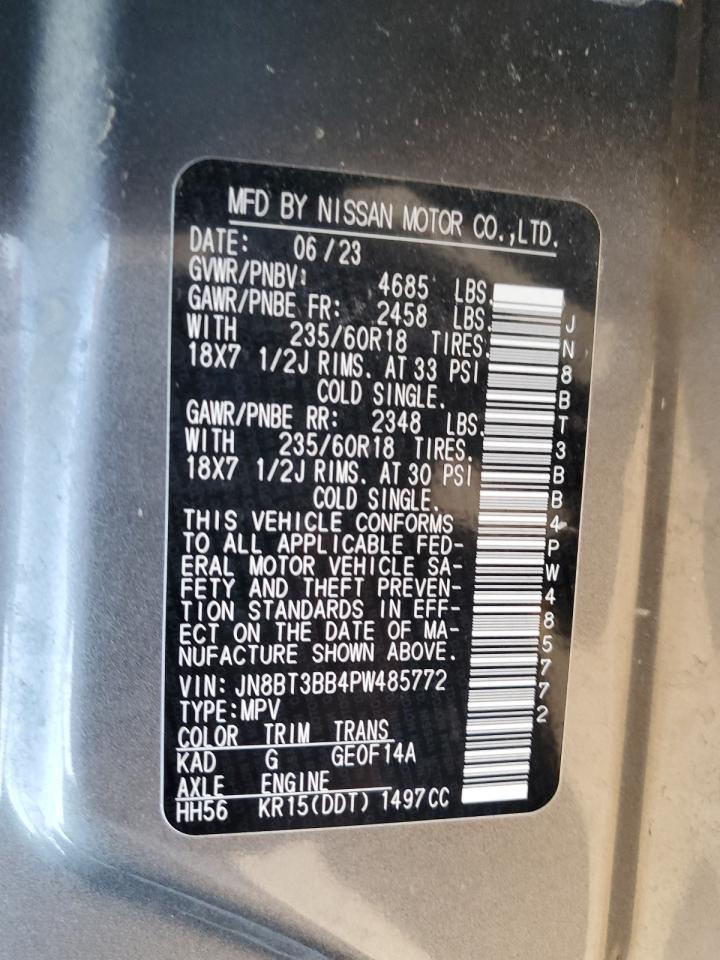 MFD BY NISSAN MOTOR CO.,LTD.
DATE: 06/23
GVWR/PNBV: 4685 LBS.
GAWR/PNBE FR: 2458 LBS.
WITH 235/60R18 TIRES.
18X7 1/2J RIMS. AT 33 PSI
COLD SINGLE.
GAWR/PNBE RR: 2348 LBS.
WITH 235/60R18 TIRES.
18X7 1/2J RIMS. AT 30 PSI
COLD SINGLE.
THIS VEHICLE CONFORMS
TO ALL APPLICABLE FED-
ERAL MOTOR VEHICLE SA-
FETY AND THEFT PREVEN-
TION STANDARDS IN EFF-
ECT ON THE DATE OF MA-
NUFACTURE SHOWN ABOVE.
VIN: JN8BT3BB4PW485772
TYPE:MPV
COLOR TRIM TRANS
KAD G GE0F14A
AXLE ENGINE
HH56 KR15(DDT) 1497CC
JN8BT3BB4PW485772